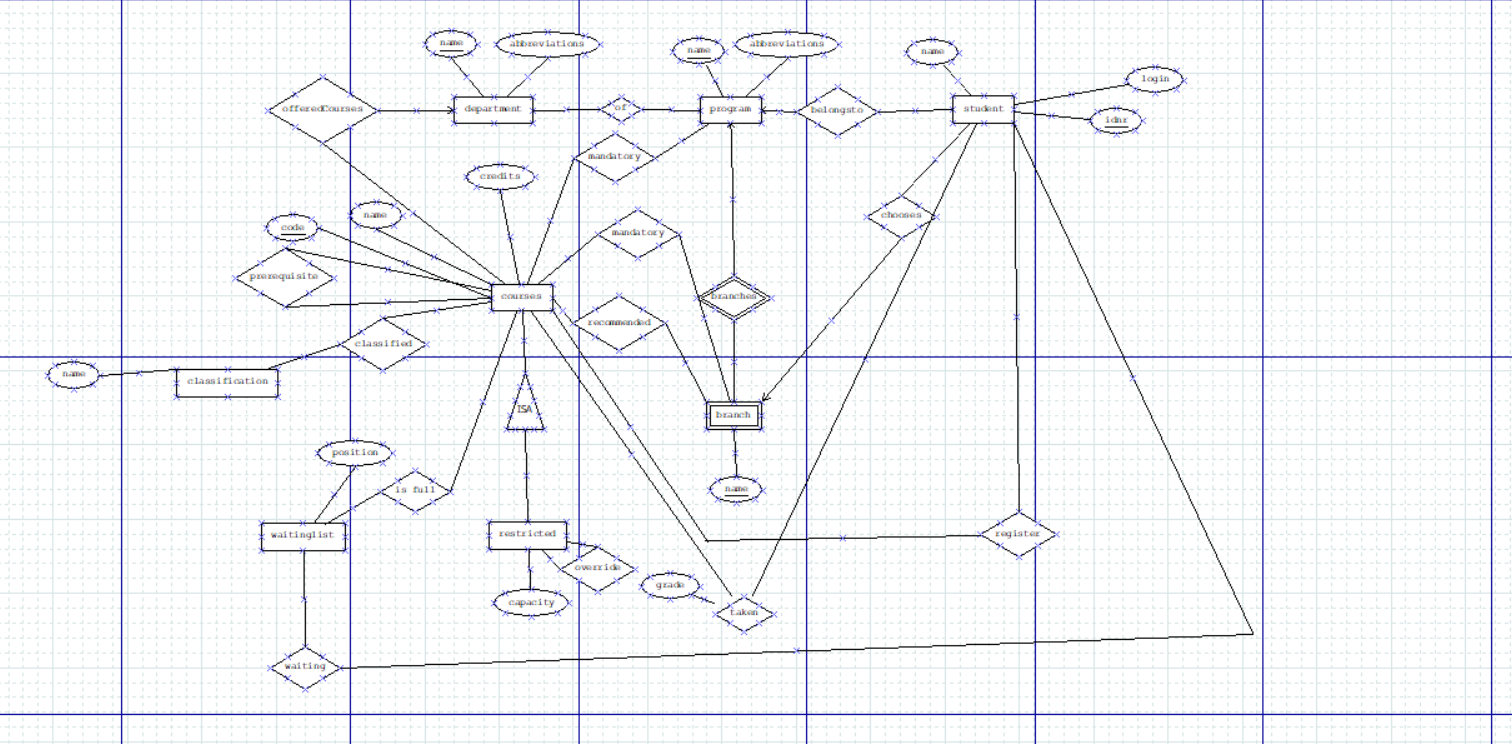 name
abbreviations
name
abbreviations
name
login
offeredCourses
department
of
program
belongsto
student
idnr
mandatory
credits
name
code
chooses
mandatory
prerequisite
courses
branches
recommended
classified
name
classification
ISA
branch
position
is full
name
waitinglist
restricted
register
override
grade
capacity
taken
waiting